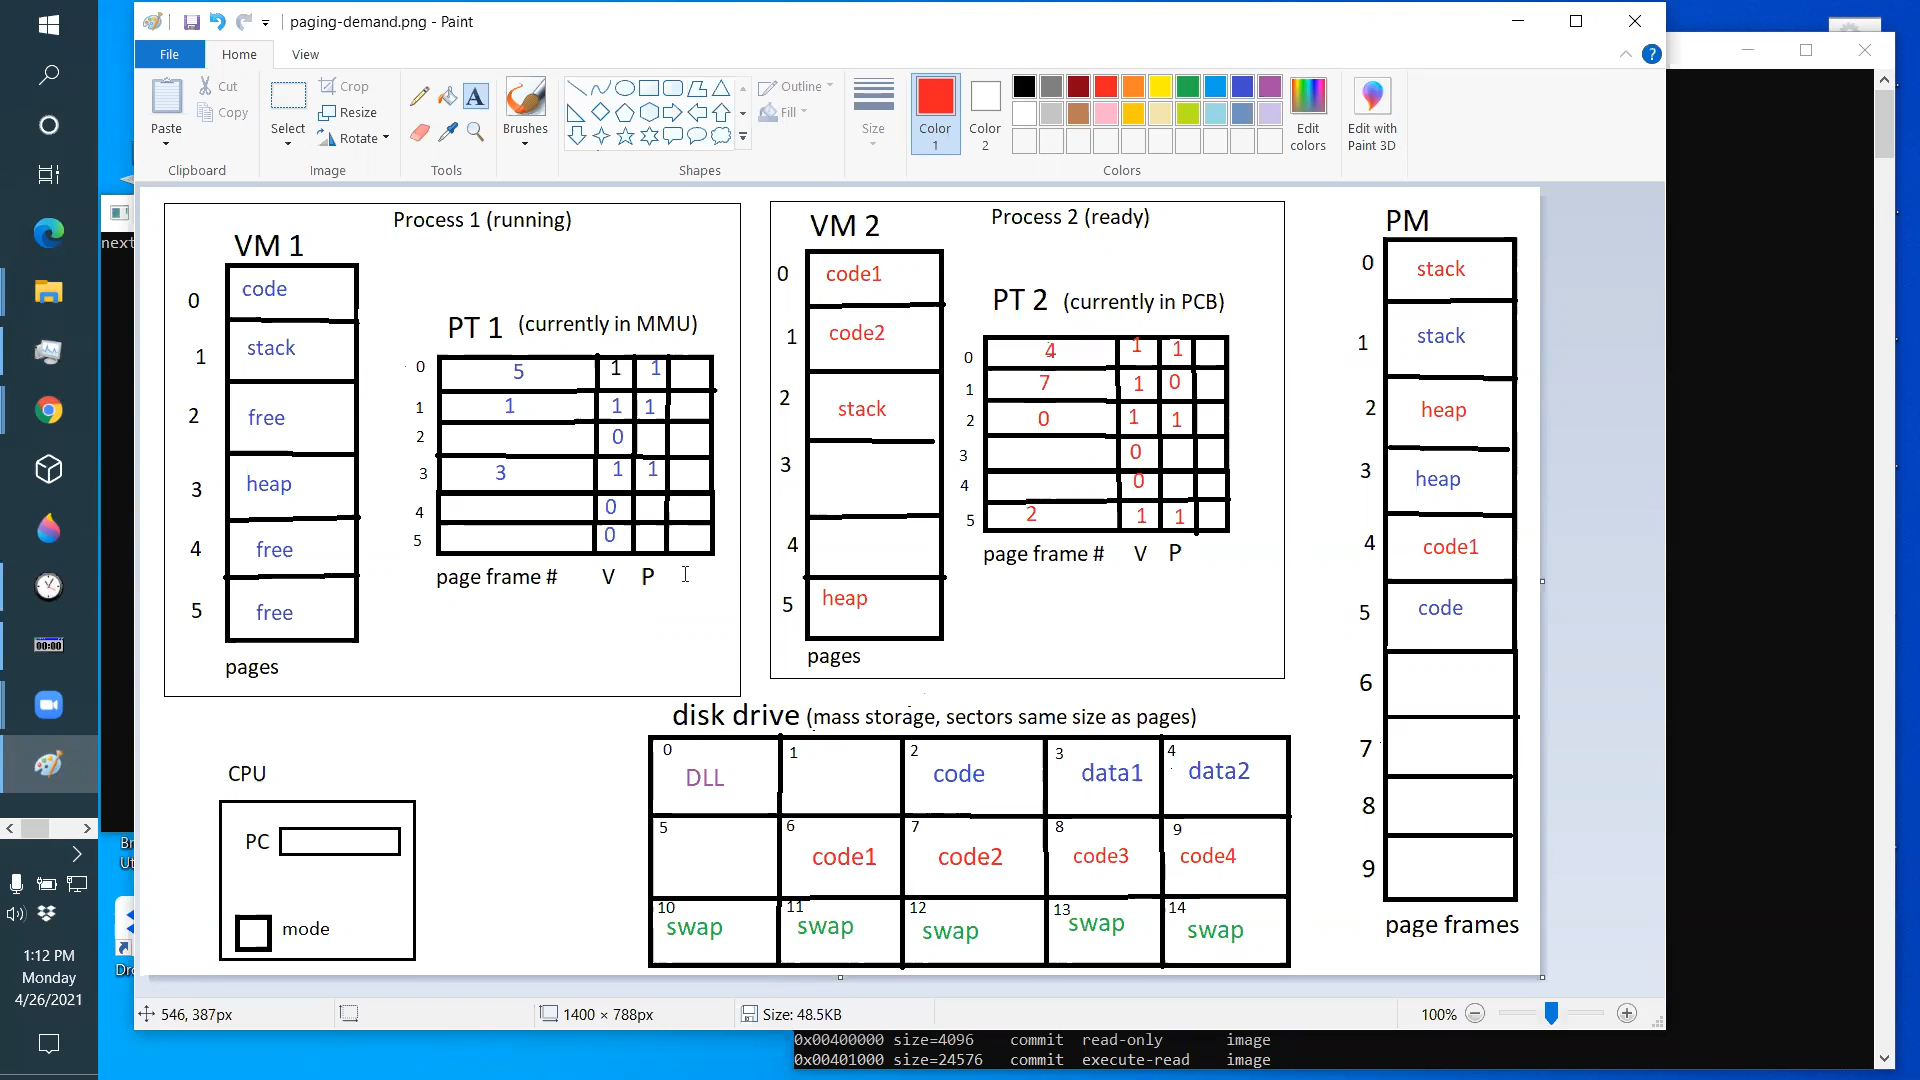 paging-demand.png - Paint
File
Home
View
Paste
Cut
Copy
Clipboard
Select
Crop
Resize
Rotate
Image
A
Tools
Brushes
Shapes
Outline
Fill
Size
Color
1
Color
2
Edit
colors
Edit with
Paint 3D
Colors
next
Process 1 (running)
VM 1
0 code
1 stack
2 free
3 heap
4 free
5 free
pages
PT 1 (currently in MMU)
0 5 1 1
1 1 1 1
2 0
3 3 1 1
4 0
5 0
page frame # V P
VM 2
Process 2 (ready)
0 code1
1 code2
2 stack
3
4
5 heap
pages
PT 2 (currently in PCB)
0 4 1 1
1 7 1 0
2 0 1 1
3 0
4 0
5 2 1 1
page frame # V P
PM
0 stack
1 stack
2 heap
3 heap
4 code1
5 code
6
7
8
9
page frames
disk drive (mass storage, sectors same size as pages)
0 DLL
1
2 code
3 data1
4 data2
5
6 code1
7 code2
8 code3
9 code4
10 swap
11 swap
12 swap
13 swap
14 swap
CPU
PC
mode
546, 387px
1400 × 788px
Size: 48.5KB
100%
0x00400000 size=4096 commit read-only image
0x00401000 size=24576 commit execute-read image
00:00
Br
Ut
Dro
1:12 PM
Monday
4/26/2021